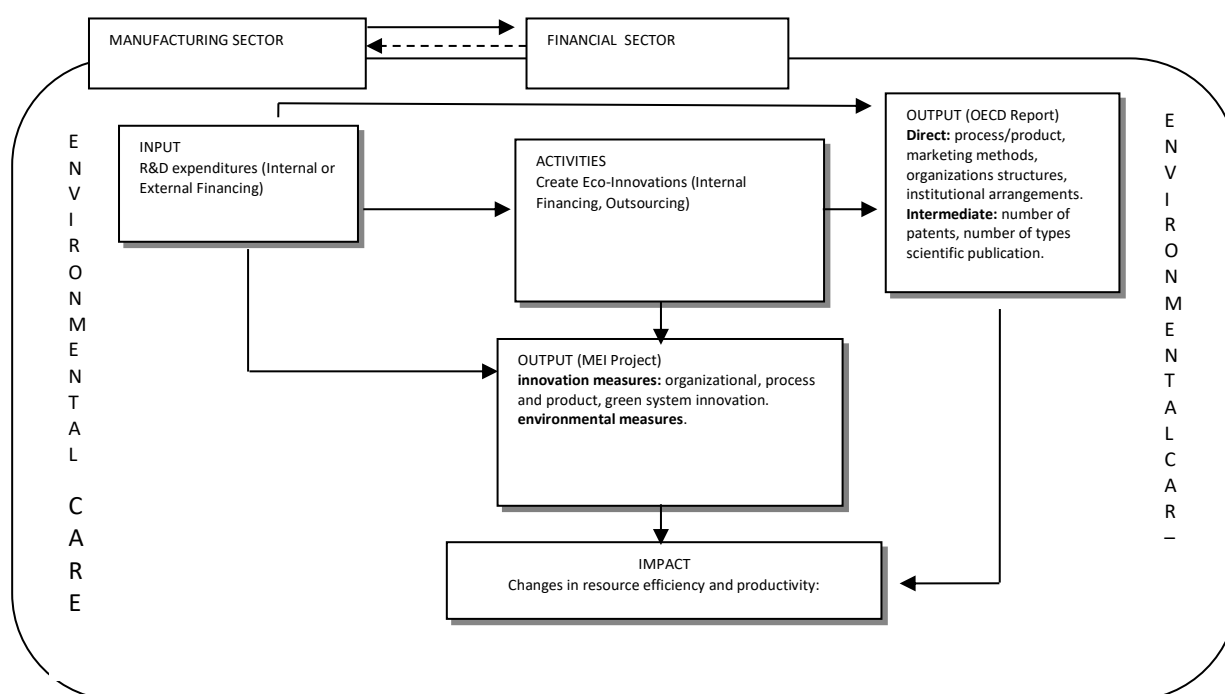 MANUFACTURING SECTOR
FINANCIAL SECTOR
ENVIRONMENTAL CARE
INPUT
R&D expenditures (Internal or
External Financing)
ACTIVITIES
Create Eco-Innovations (Internal
Financing, Outsourcing)
OUTPUT (OECD Report)
Direct: process/product,
marketing methods,
organizations structures,
institutional arrangements.
Intermediate: number of
patents, number of types
scientific publication.
ENVIRONMENTALCAR–
OUTPUT (MEI Project)
innovation measures: organizational, process
and product, green system innovation.
environmental measures.
IMPACT
Changes in resource efficiency and productivity: